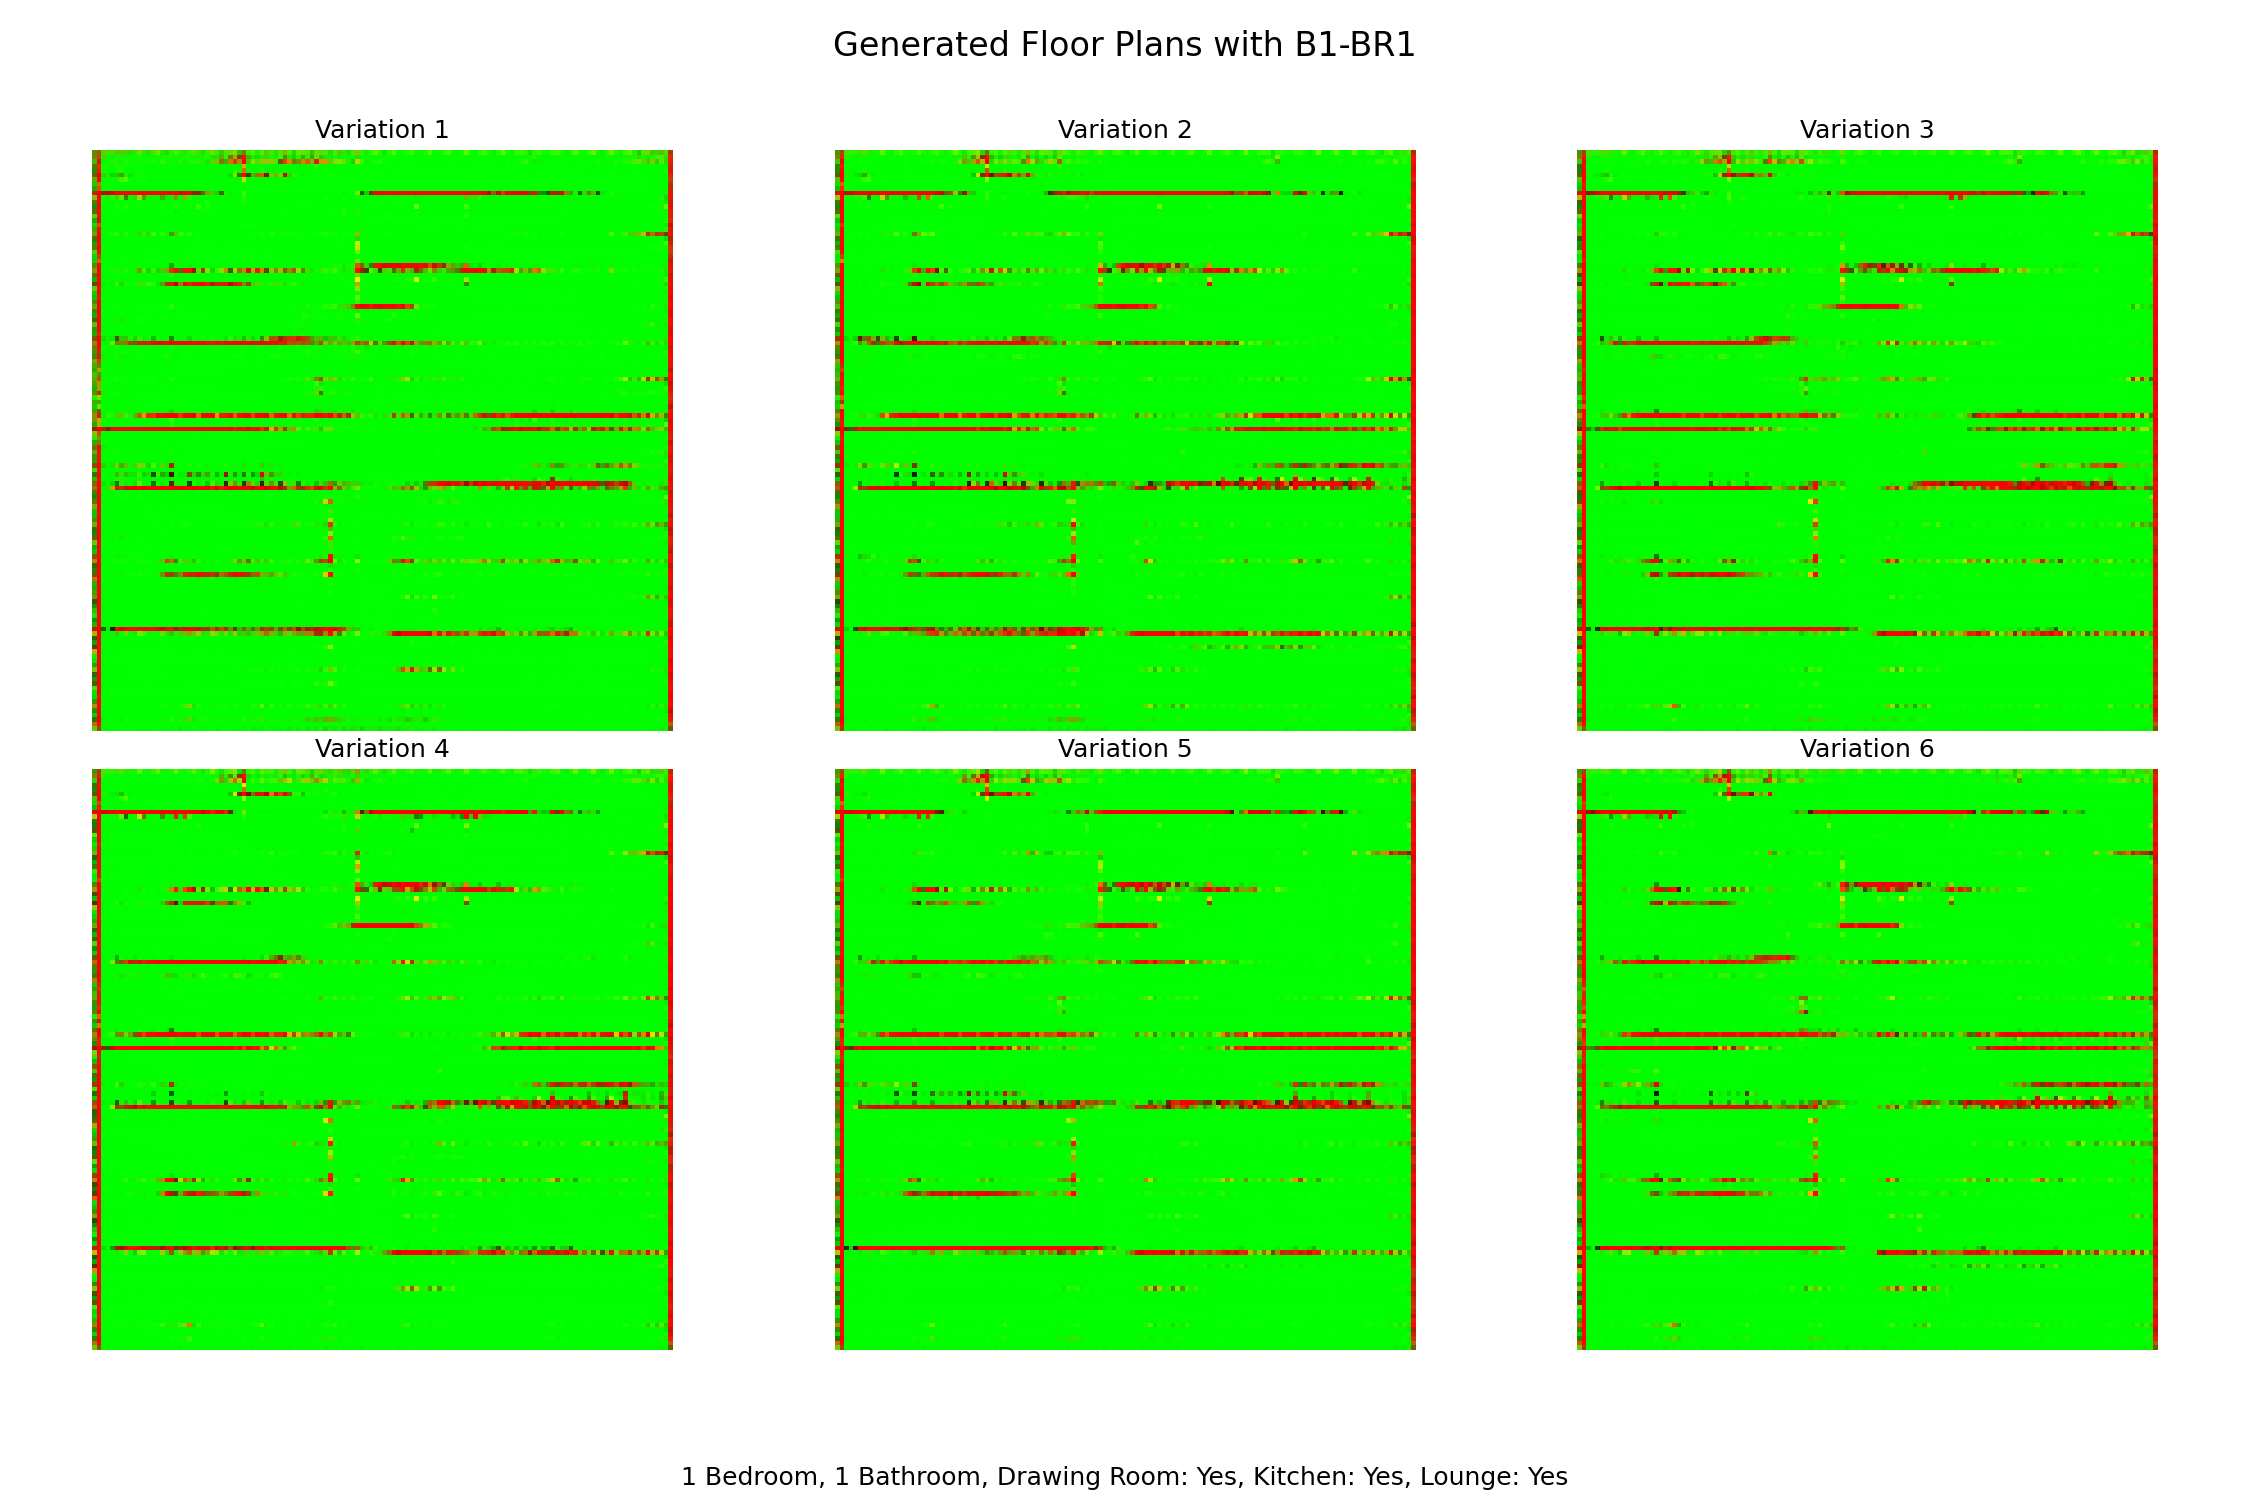 Generated Floor Plans with B1-BR1
Variation 1
Variation 2
Variation 3
Variation 4
Variation 5
Variation 6
1 Bedroom, 1 Bathroom, Drawing Room: Yes, Kitchen: Yes, Lounge: Yes